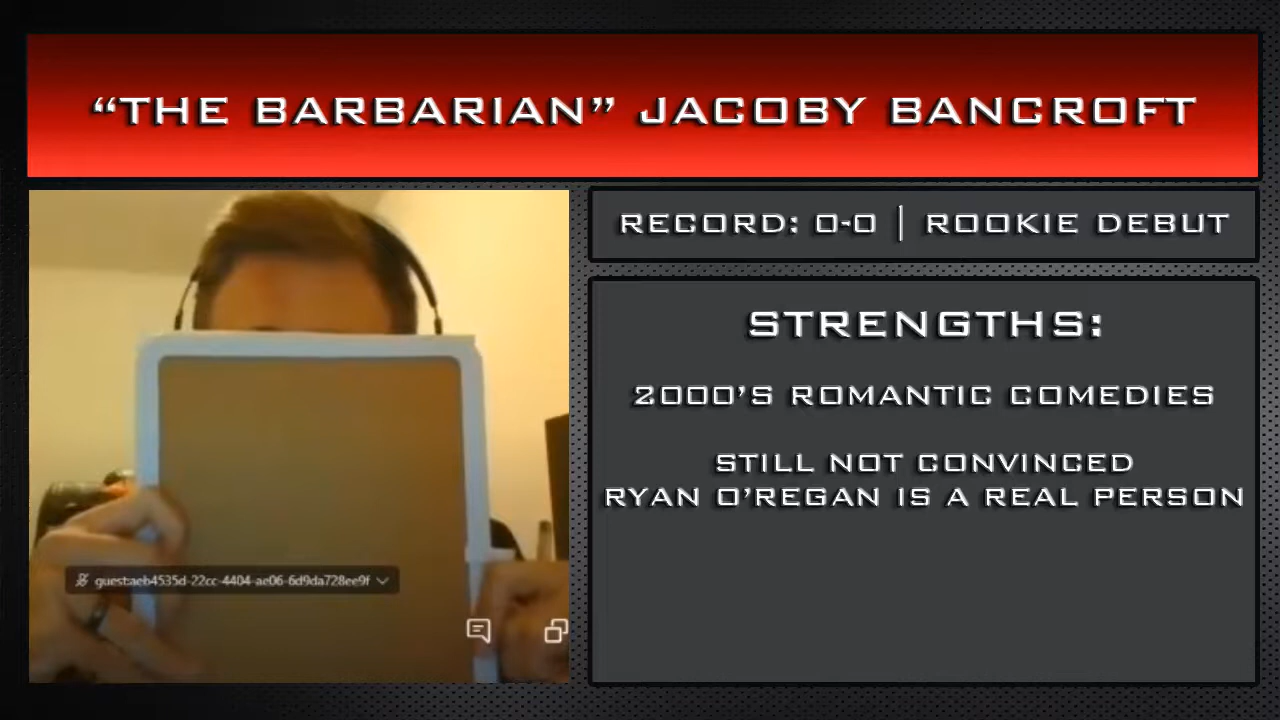 “THE BARBARIAN” JACOBY BANCROFT
RECORD: 0-0 | ROOKIE DEBUT
STRENGTHS:
2000'S ROMANTIC COMEDIES
STILL NOT CONVINCED
RYAN O'REGAN IS A REAL PERSON
guestaeb4535d-22cc-4404-ae06-6d9da728ee9f